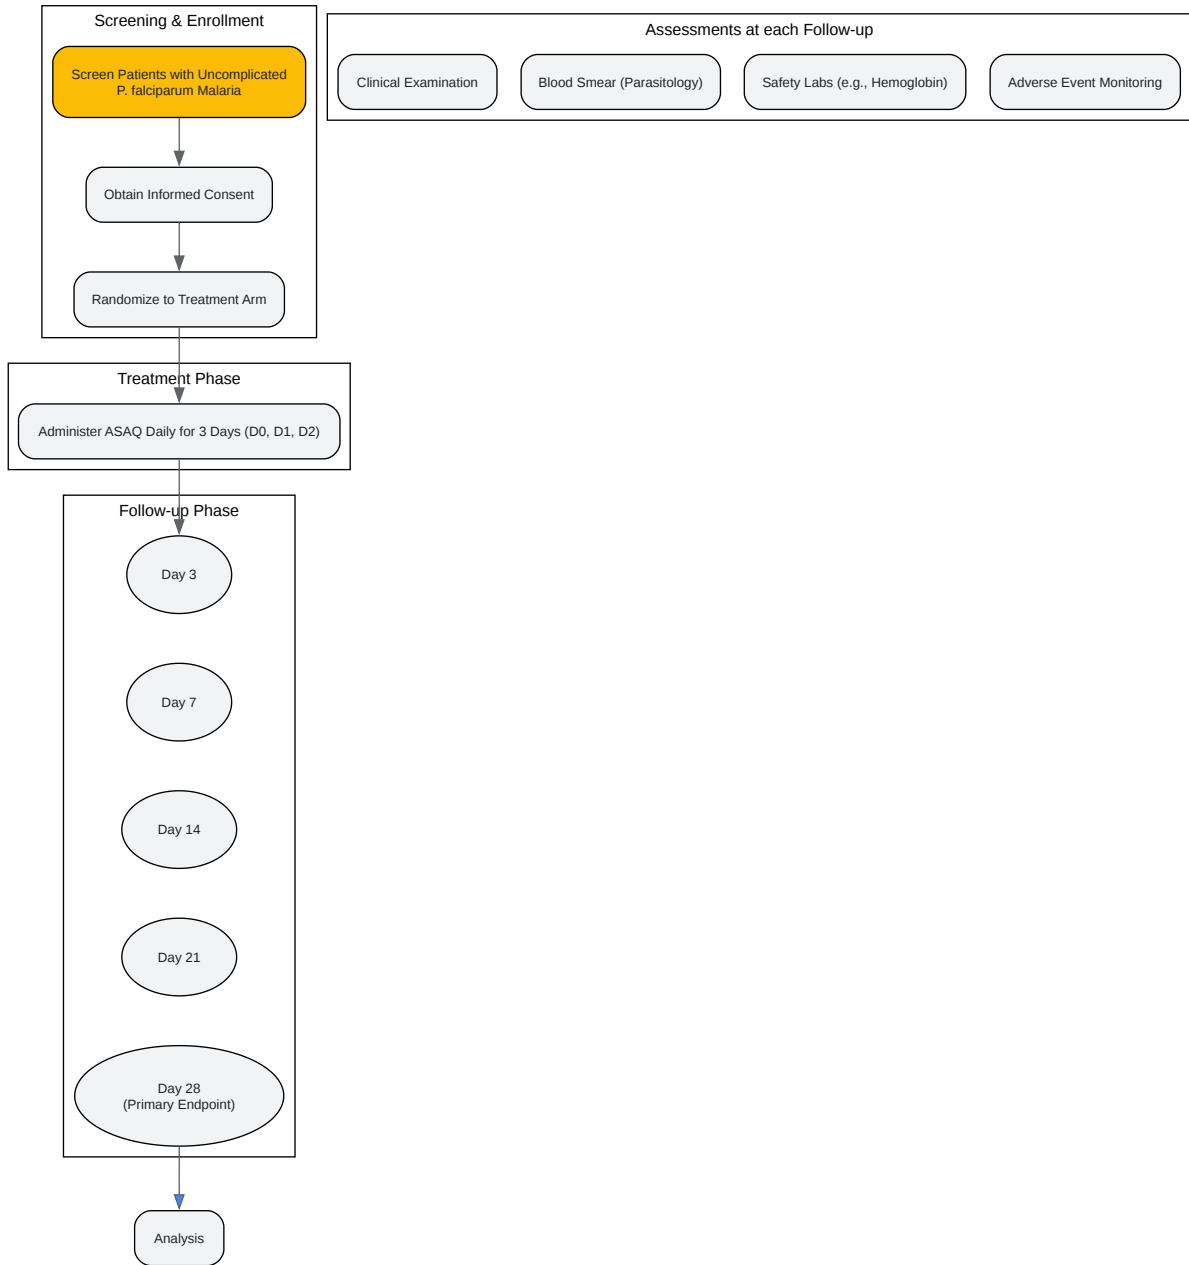 Screening & Enrollment
Screen Patients with Uncomplicated
P. falciparum Malaria
Obtain Informed Consent
Randomize to Treatment Arm
Assessments at each Follow-up
Clinical Examination
Blood Smear (Parasitology)
Safety Labs (e.g., Hemoglobin)
Adverse Event Monitoring
Treatment Phase
Administer ASAQ Daily for 3 Days (D0, D1, D2)
Follow-up Phase
Day 3
Day 7
Day 14
Day 21
Day 28
(Primary Endpoint)
Analysis